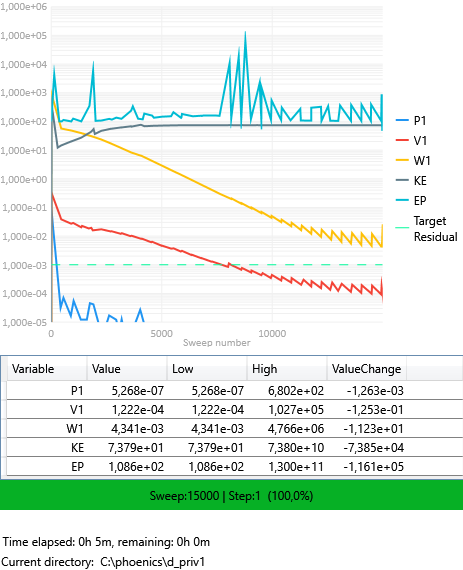 1,000e+06
1,000e+05
1,000e+04
1,000e+03
1,000e+02
1,000e+01
1,000e+00
1,000e-01
1,000e-02
1,000e-03
1,000e-04
1,000e-05
0 5000 10000
Sweep number
P1
V1
W1
KE
EP
Target
Residual
Variable Value Low High ValueChange
P1 5,268e-07 5,268e-07 6,802e+02 -1,263e-03
V1 1,222e-04 1,222e-04 1,027e+05 -1,253e-01
W1 4,341e-03 4,341e-03 4,766e+06 -1,123e+01
KE 7,379e+01 7,379e+01 7,380e+10 -7,385e+04
EP 1,086e+02 1,086e+02 1,300e+11 -1,161e+05
Sweep:15000 | Step:1 (100,0%)
Time elapsed: 0h 5m, remaining: 0h 0m
Current directory: C:\phoenics\d_priv1